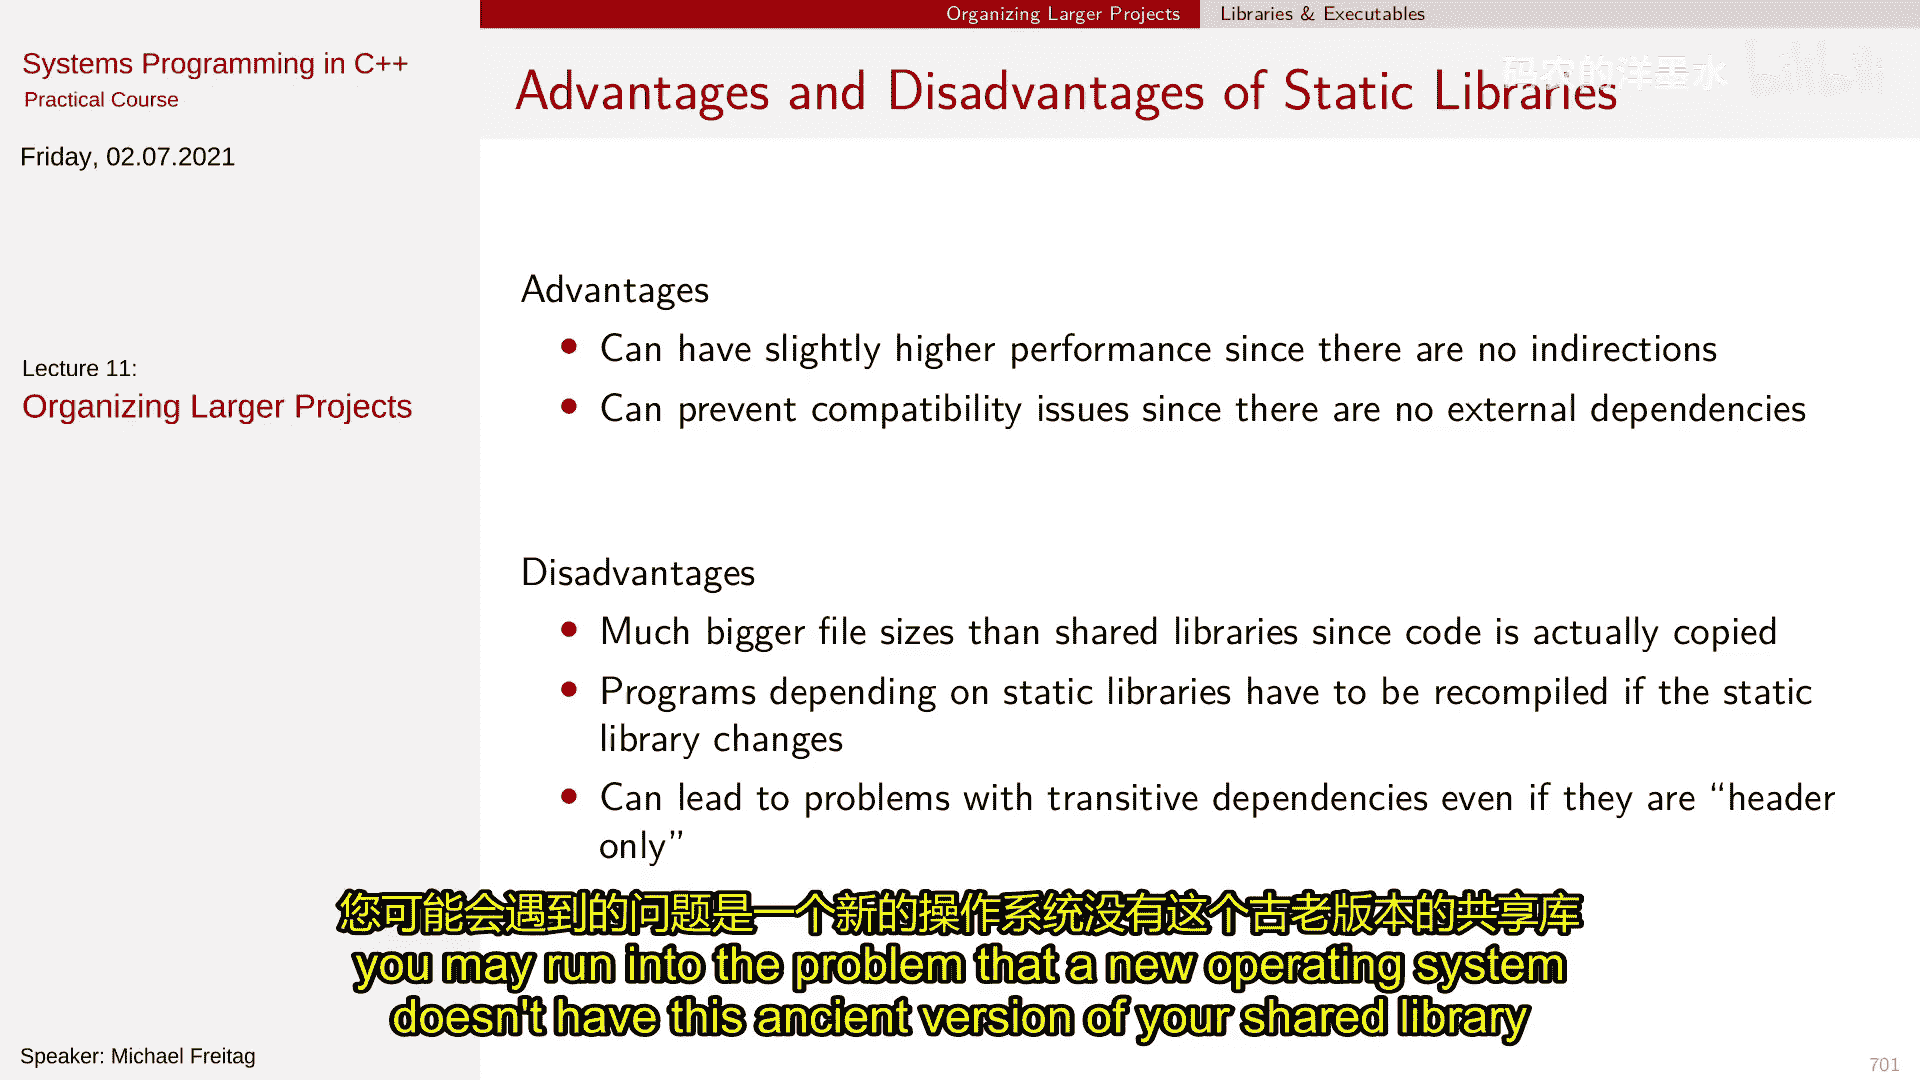 Organizing Larger Projects
Libraries & Executables
Systems Programming in C++
Practical Course
Friday, 02.07.2021
Lecture 11:
Organizing Larger Projects
Speaker: Michael Freitag
Advantages and Disadvantages of Static Libraries
码农的洋墨水
bilibili
Advantages
Can have slightly higher performance since there are no indirections
Can prevent compatibility issues since there are no external dependencies
Disadvantages
Much bigger file sizes than shared libraries since code is actually copied
Programs depending on static libraries have to be recompiled if the static
library changes
Can lead to problems with transitive dependencies even if they are “header
only”
您可能会遇到的问题是一个新的操作系统没有这个古老版本的共享库
you may run into the problem that a new operating system
doesn't have this ancient version of your shared library
701